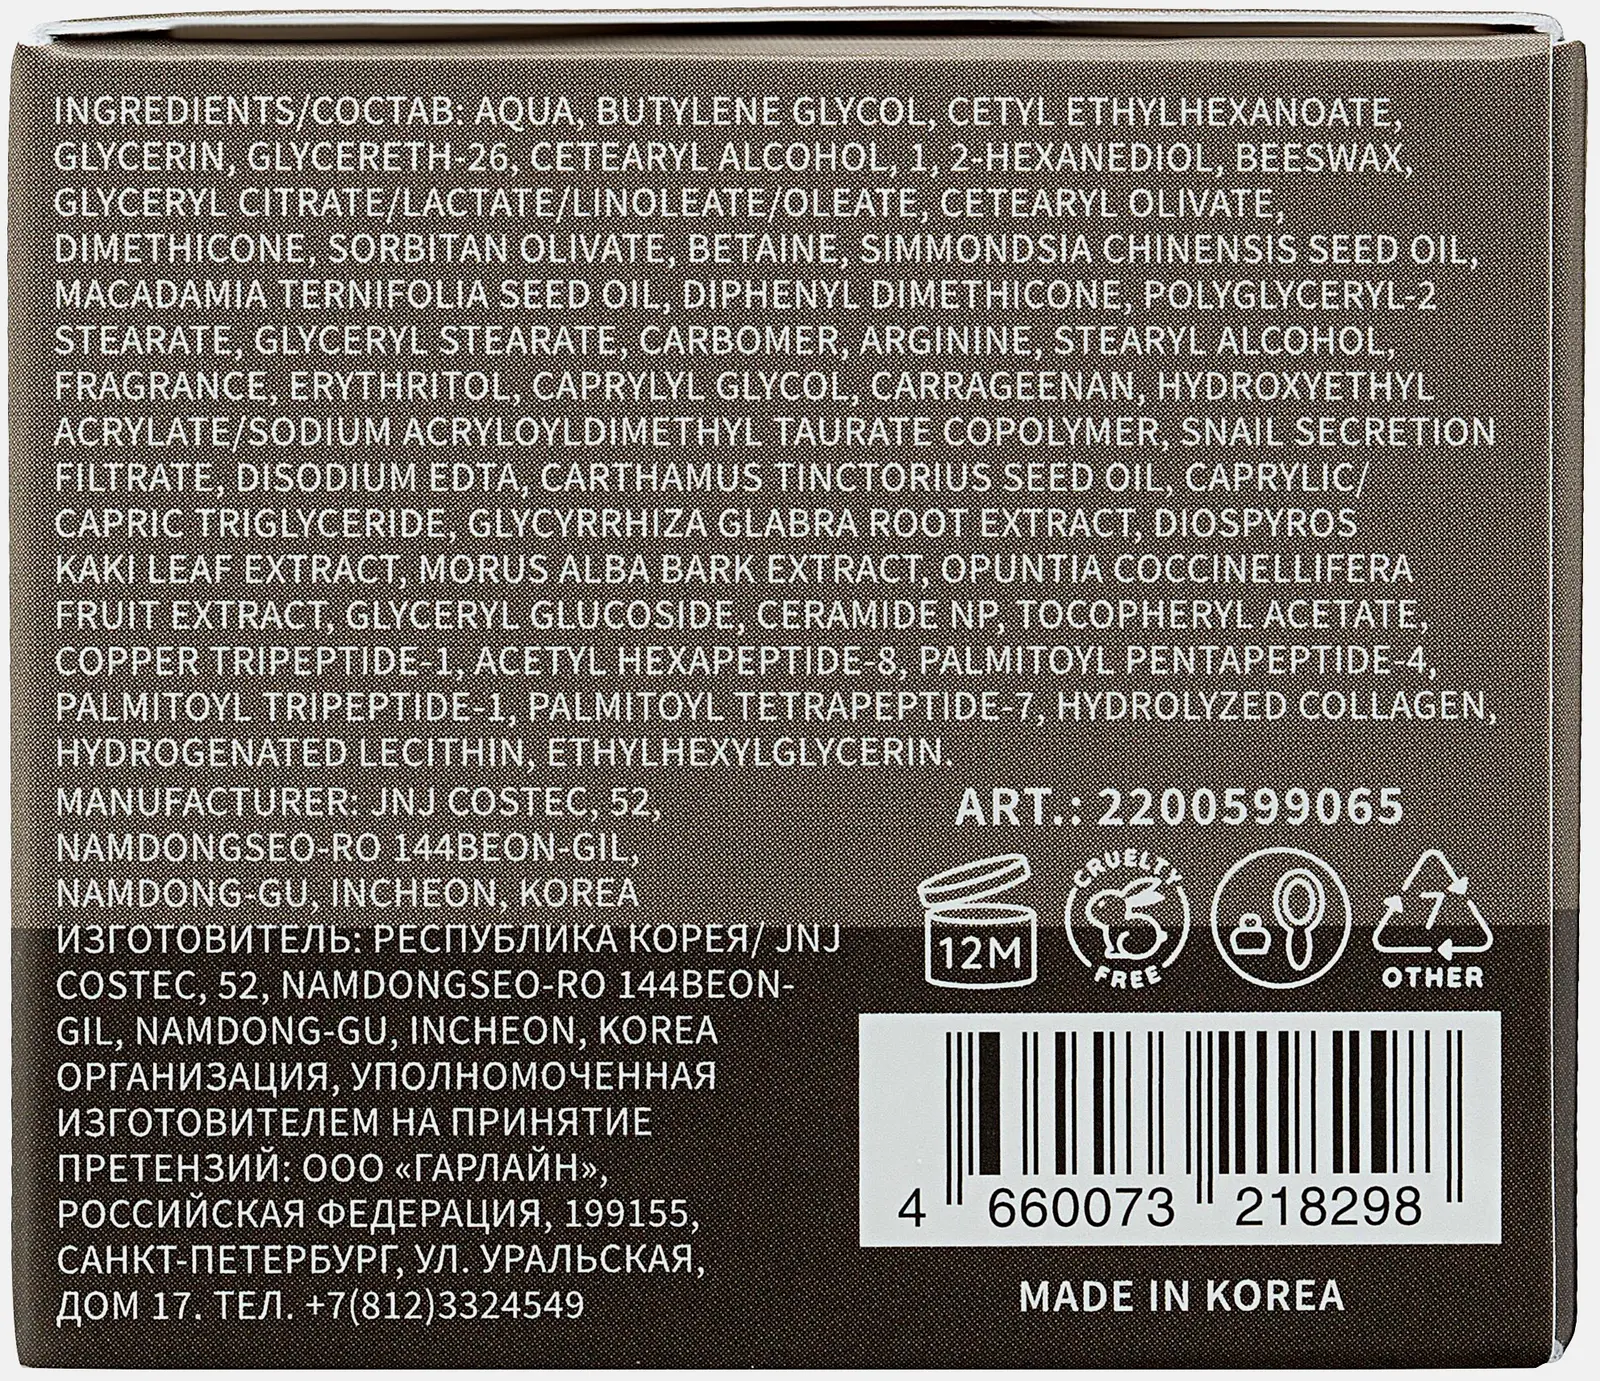 INGREDIENTS/СОСТАВ: AQUA, BUTYLENE GLYCOL, CETYL ETHYLHEXANOATE,
GLYCERIN, GLYCERETH-26, CETEARYL ALCOHOL, 1, 2-HEXANEDIOL, BEESWAX,
GLYCERYL CITRATE/LACTATE/LINOLEATE/OLEATE, CETEARYL OLIVATE,
DIMETHICONE, SORBITAN OLIVATE, BETAINE, SIMMONDSIA CHINENSIS SEED OIL,
MACADAMIA TERNIFOLIA SEED OIL, DIPHENYL DIMETHICONE, POLYGLYCERYL-2
STEARATE, GLYCERYL STEARATE, CARBOMER, ARGININE, STEARYL ALCOHOL,
FRAGRANCE, ERYTHRITOL, CAPRYLYL GLYCOL, CARRAGEENAN, HYDROXYETHYL
ACRYLATE/SODIUM ACRYLOYLDIMETHYL TAURATE COPOLYMER, SNAIL SECRETION
FILTRATE, DISODIUM EDTA, CARTHAMUS TINCTORIUS SEED OIL, CAPRYLIC/
CAPRIC TRIGLYCERIDE, GLYCYRRHIZA GLABRA ROOT EXTRACT, DIOSPYROS
KAKI LEAF EXTRACT, MORUS ALBA BARK EXTRACT, OPUNTIA COCCINELLIFERA
FRUIT EXTRACT, GLYCERYL GLUCOSIDE, CERAMIDE NP, TOCOPHERYL ACETATE,
COPPER TRIPEPTIDE-1, ACETYL HEXAPEPTIDE-8, PALMITOYL PENTAPEPTIDE-4,
PALMITOYL TRIPEPTIDE-1, PALMITOYL TETRAPEPTIDE-7, HYDROLYZED COLLAGEN,
HYDROGENATED LECITHIN, ETHYLHEXYLGLYCERIN.
MANUFACTURER: JNJ COSTEC, 52,
NAMDONGSEO-RO 144BEON-GIL,
NAMDONG-GU, INCHEON, KOREA
ИЗГОТОВИТЕЛЬ: РЕСПУБЛИКА КОРЕЯ/ JNJ
COSTEC, 52, NAMDONGSEO-RO 144BEON-
GIL, NAMDONG-GU, INCHEON, KOREA
ОРГАНИЗАЦИЯ, УПОЛНОМОЧЕННАЯ
ИЗГОТОВИТЕЛЕМ НА ПРИНЯТИЕ
ПРЕТЕНЗИЙ: ООО «ГАРЛАЙН»,
РОССИЙСКАЯ ФЕДЕРАЦИЯ, 199155,
САНКТ-ПЕТЕРБУРГ, УЛ. УРАЛЬСКАЯ,
ДОМ 17. ТЕЛ. +7(812)3324549
ART.: 2200599065
12M
CRUELTY
FREE
7
OTHER
4 660073 218298
MADE IN KOREA